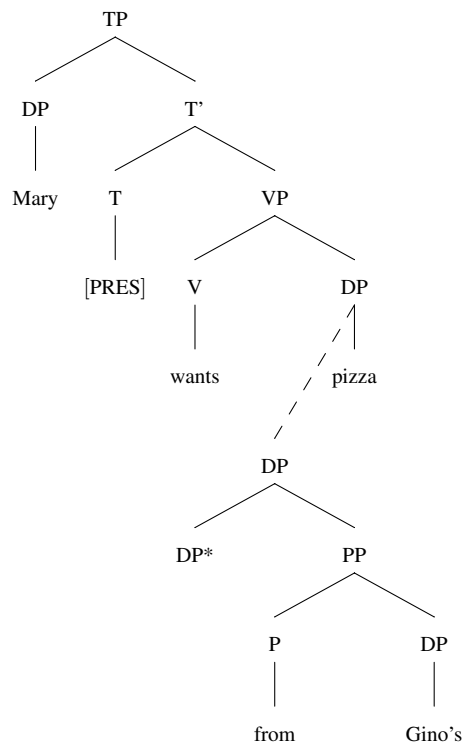 TP
DP T’
Mary T VP
[PRES] V DP
wants pizza
DP
DP* PP
P DP
from Gino’s